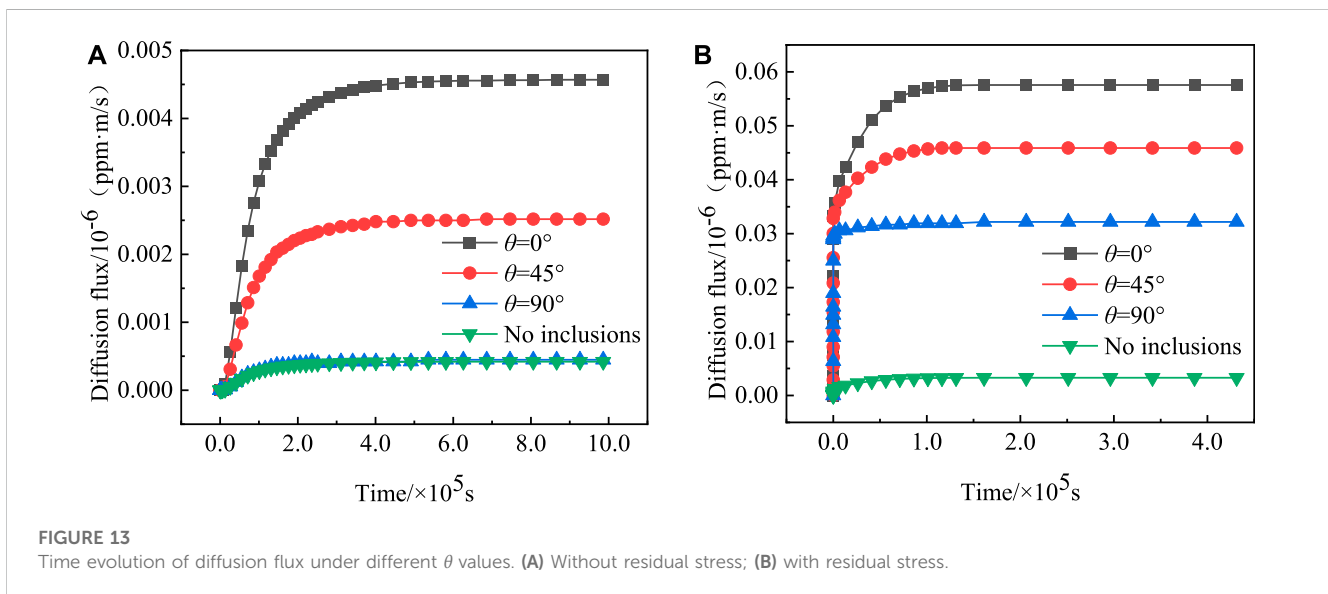 A
0.005
0.004
0.003
0.002
0.001
0.000
Diffusion flux/10-6 (ppm·m/s)
θ=0°
θ=45°
θ=90°
No inclusions
0.0 2.0 4.0 6.0 8.0 10.0
Time/×10⁵s
B
0.06
0.05
0.04
0.03
0.02
0.01
0.00
Diffusion flux/10-6 (ppm·m/s)
θ=0°
θ=45°
θ=90°
No inclusions
0.0 1.0 2.0 3.0 4.0
Time/×10⁵s
FIGURE 13
Time evolution of diffusion flux under different θ values. (A) Without residual stress; (B) with residual stress.